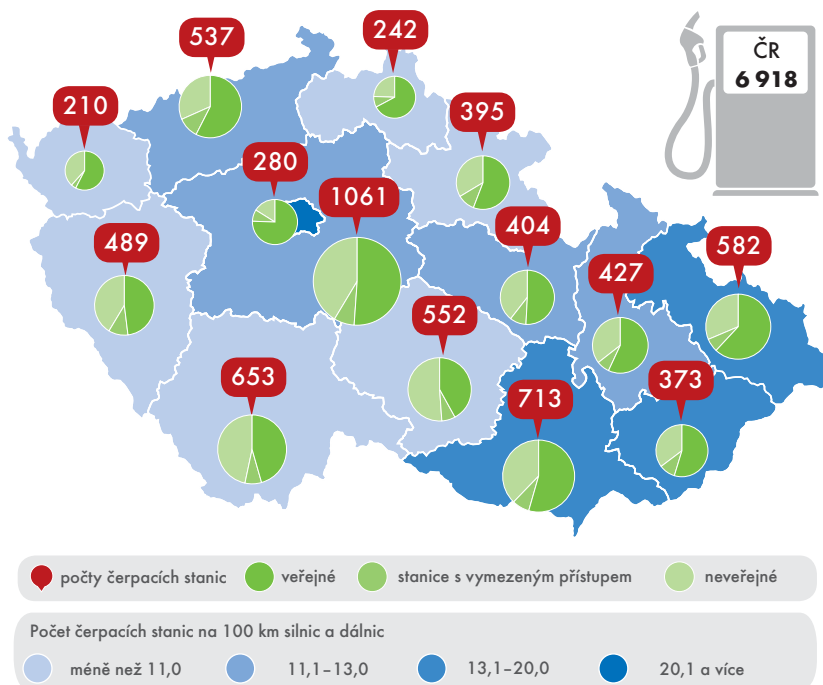 537
242
ČR
6 918
210
395
280
1061
489
404
582
427
552
653
713
373
počty čerpacích stanic
veřejné
stanice s vymezeným přístupem
neveřejné
Počet čerpacích stanic na 100 km silnic a dálnic
méně než 11,0
11,1–13,0
13,1–20,0
20,1 a více